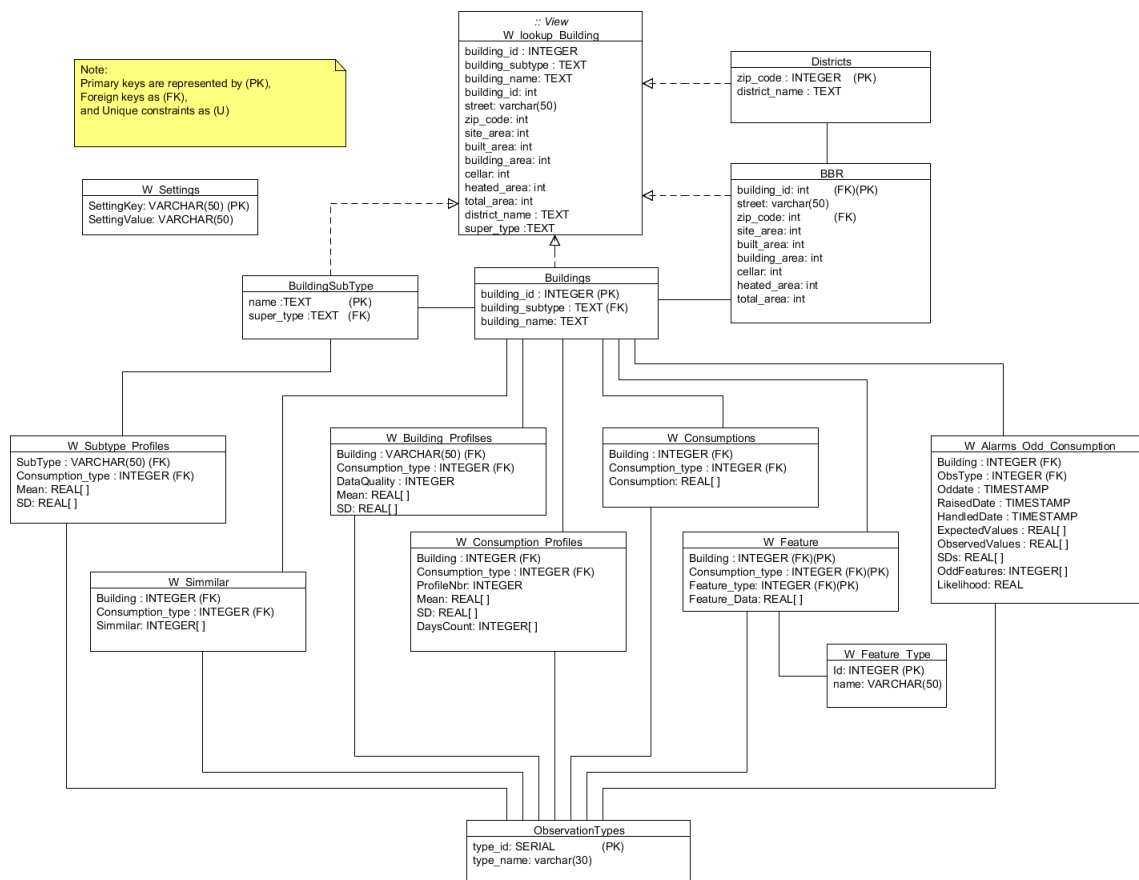 :: View
W_lookup_Building
building_id : INTEGER
building_subtype : TEXT
building_name: TEXT
building_id: int
street: varchar(50)
zip_code: int
site_area: int
built_area: int
building_area: int
cellar: int
heated_area: int
total_area: int
district_name : TEXT
super_type :TEXT
Note:
Primary keys are represented by (PK),
Foreign keys as (FK),
and Unique constraints as (U)
Districts
zip_code : INTEGER (PK)
district_name : TEXT
W_Settings
SettingKey: VARCHAR(50) (PK)
SettingValue: VARCHAR(50)
BBR
building_id: int (FK)(PK)
street: varchar(50)
zip_code: int (FK)
site_area: int
built_area: int
building_area: int
cellar: int
heated_area: int
total_area: int
BuildingSubType
name :TEXT (PK)
super_type :TEXT (FK)
Buildings
building_id : INTEGER (PK)
building_subtype : TEXT (FK)
building_name: TEXT
W_Subtype_Profiles
SubType : VARCHAR(50) (FK)
Consumption_type : INTEGER (FK)
Mean: REAL[ ]
SD: REAL[ ]
W_Building_Profilses
Building : VARCHAR(50) (FK)
Consumption_type : INTEGER (FK)
DataQuality : INTEGER
Mean: REAL[ ]
SD: REAL[ ]
W_Consumptions
Building : INTEGER (FK)
Consumption_type : INTEGER (FK)
Consumption: REAL[ ]
W_Alarms_Odd_Consumption
Building : INTEGER (FK)
ObsType : INTEGER (FK)
Oddate : TIMESTAMP
RaisedDate : TIMESTAMP
HandledDate : TIMESTAMP
ExpectedValues : REAL[ ]
ObservedValues : REAL[ ]
SDs: REAL[ ]
OddFeatures: INTEGER[ ]
Likelihood: REAL
W_Simmilar
Building : INTEGER (FK)
Consumption_type : INTEGER (FK)
Simmilar: INTEGER[ ]
W_Consumption_Profiles
Building : INTEGER (FK)
Consumption_type : INTEGER (FK)
ProfileNbr: INTEGER
Mean: REAL[ ]
SD: REAL[ ]
DaysCount: INTEGER[ ]
W_Feature
Building : INTEGER (FK)(PK)
Consumption_type : INTEGER (FK)(PK)
Feature_type: INTEGER (FK)(PK)
Feature_Data: REAL[ ]
W_Feature_Type
Id: INTEGER (PK)
name: VARCHAR(50)
ObservationTypes
type_id: SERIAL (PK)
type_name: varchar(30)